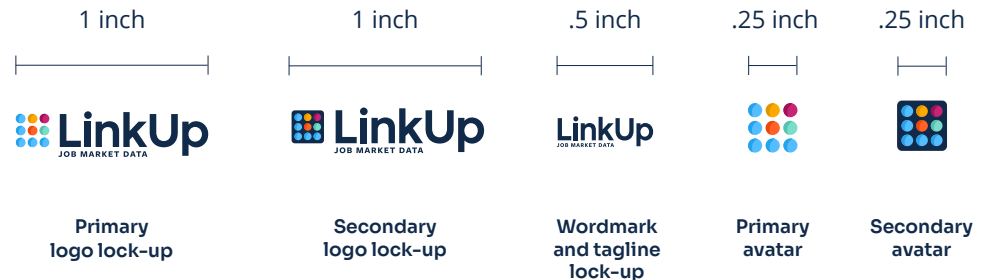 1 inch
1 inch
.5 inch
.25 inch
.25 inch
LinkUp
JOB MARKET DATA
LinkUp
JOB MARKET DATA
LinkUp
JOB MARKET DATA
Primary
logo lock-up
Secondary
logo lock-up
Wordmark
and tagline
lock-up
Primary
avatar
Secondary
avatar